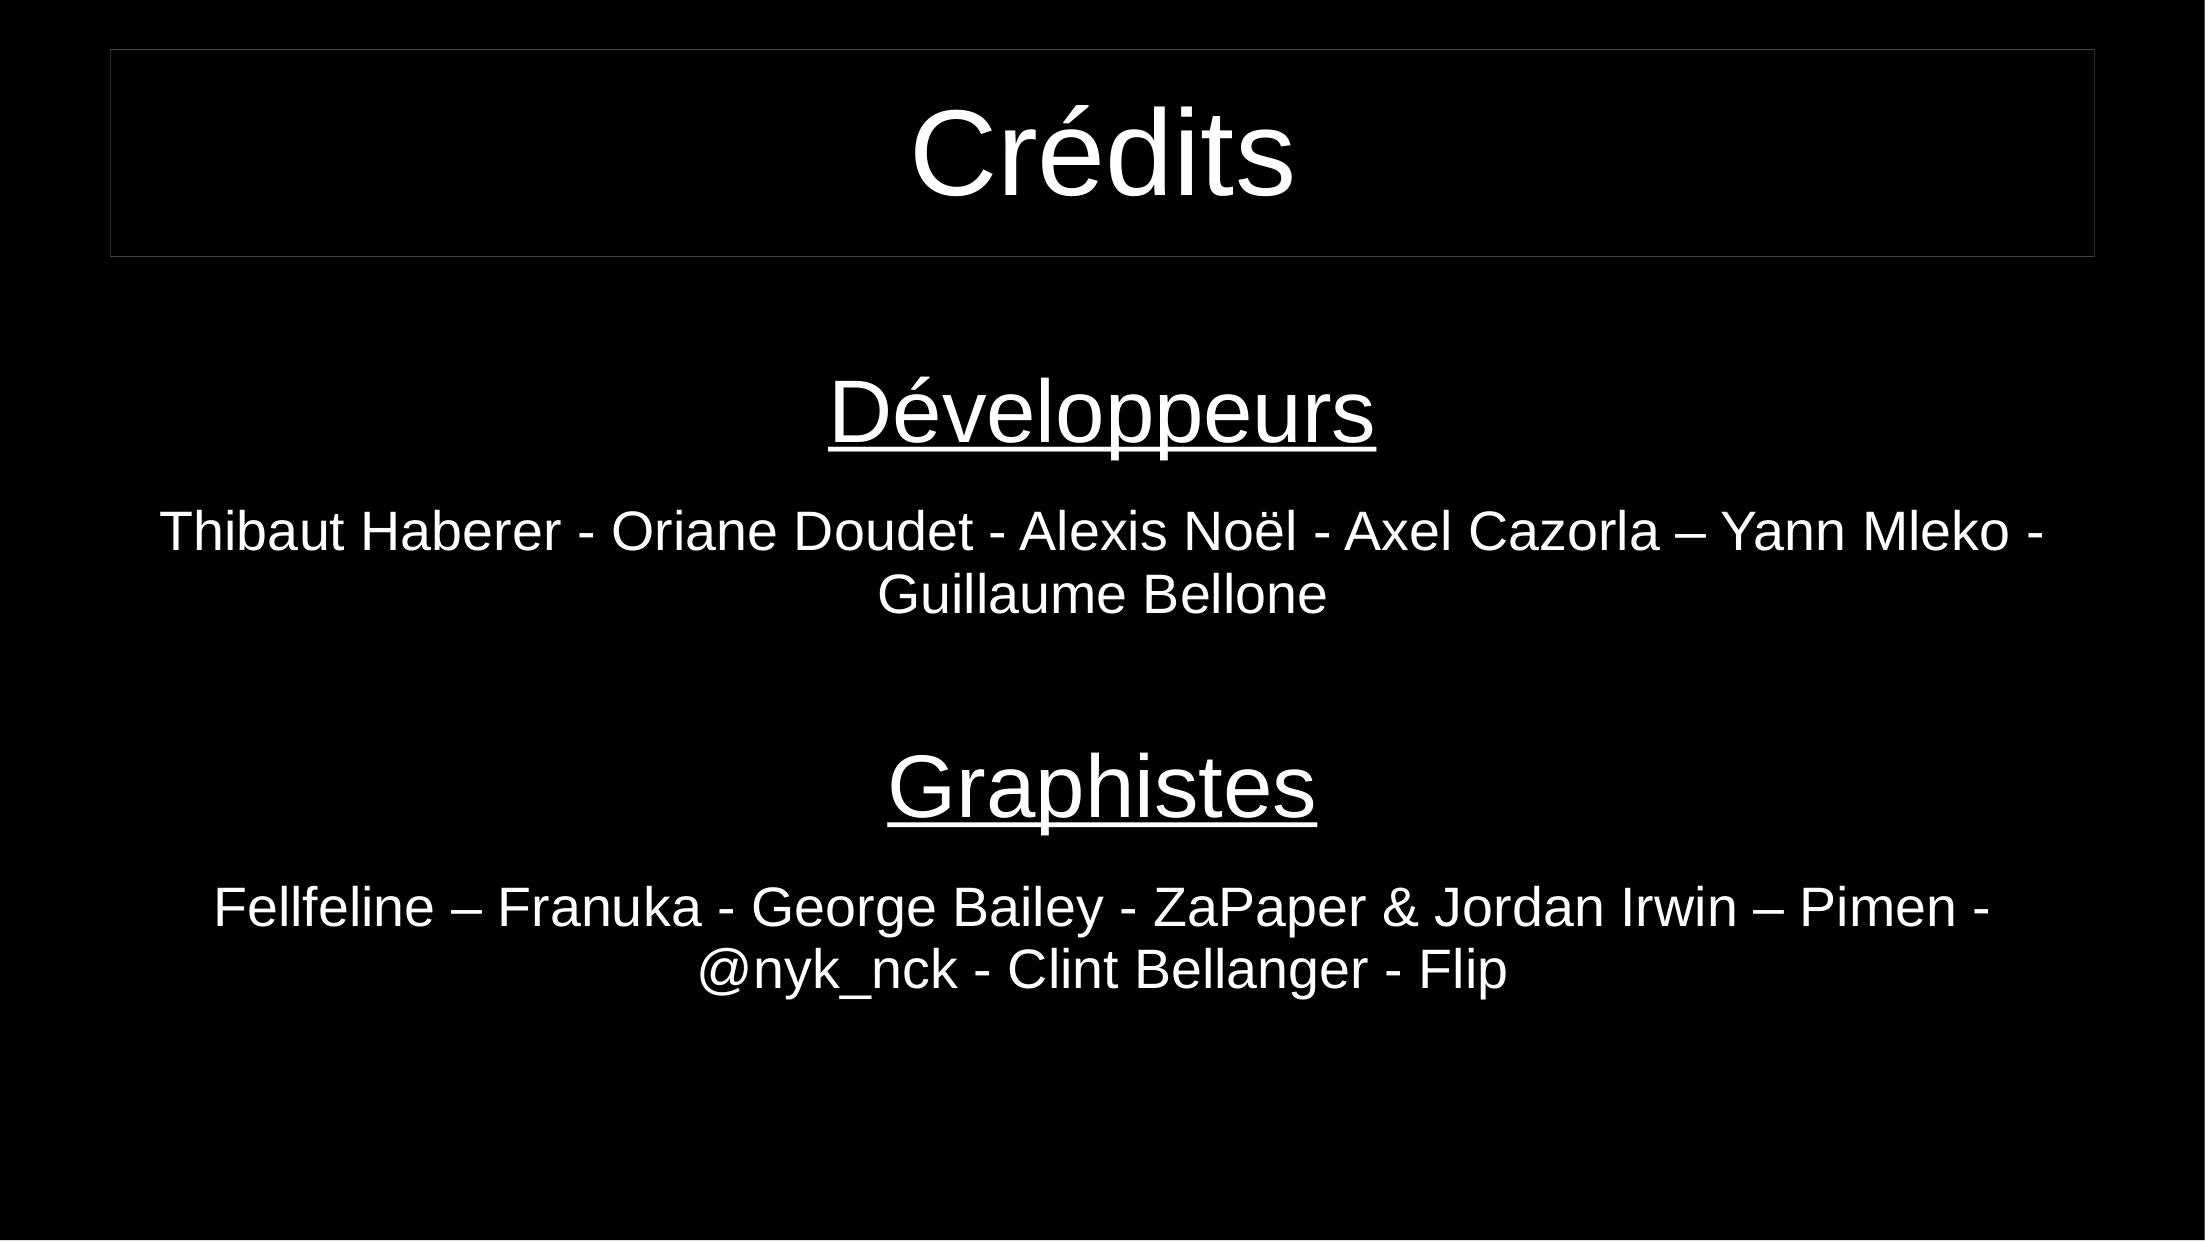 Crédits
Développeurs
Thibaut Haberer - Oriane Doudet - Alexis Noël - Axel Cazorla – Yann Mleko -
Guillaume Bellone
Graphistes
Fellfeline – Franuka - George Bailey - ZaPaper & Jordan Irwin – Pimen -
@nyk_nck - Clint Bellanger - Flip